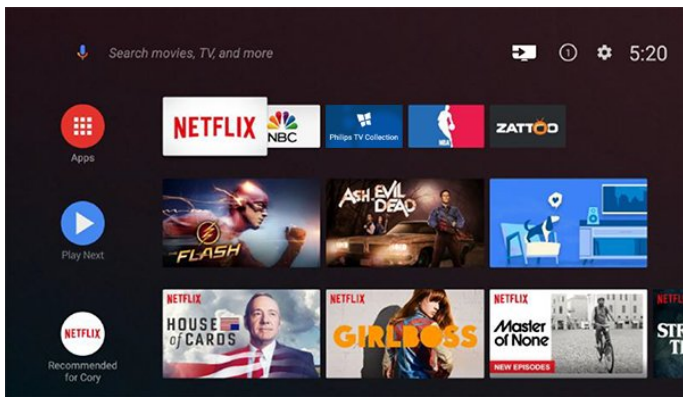 Search movies, TV, and more
1
5:20
NETFLIX
NBC
Philips TV Collection
NBA
ZATTOO
Apps
THE FLASH
ASH VS EVIL DEAD
Play Next
NETFLIX
HOUSE of CARDS
NETFLIX
GIRLBOSS
NETFLIX
Master
of None
NEW EPISODES
NETFLIX
Recommended
for Cory